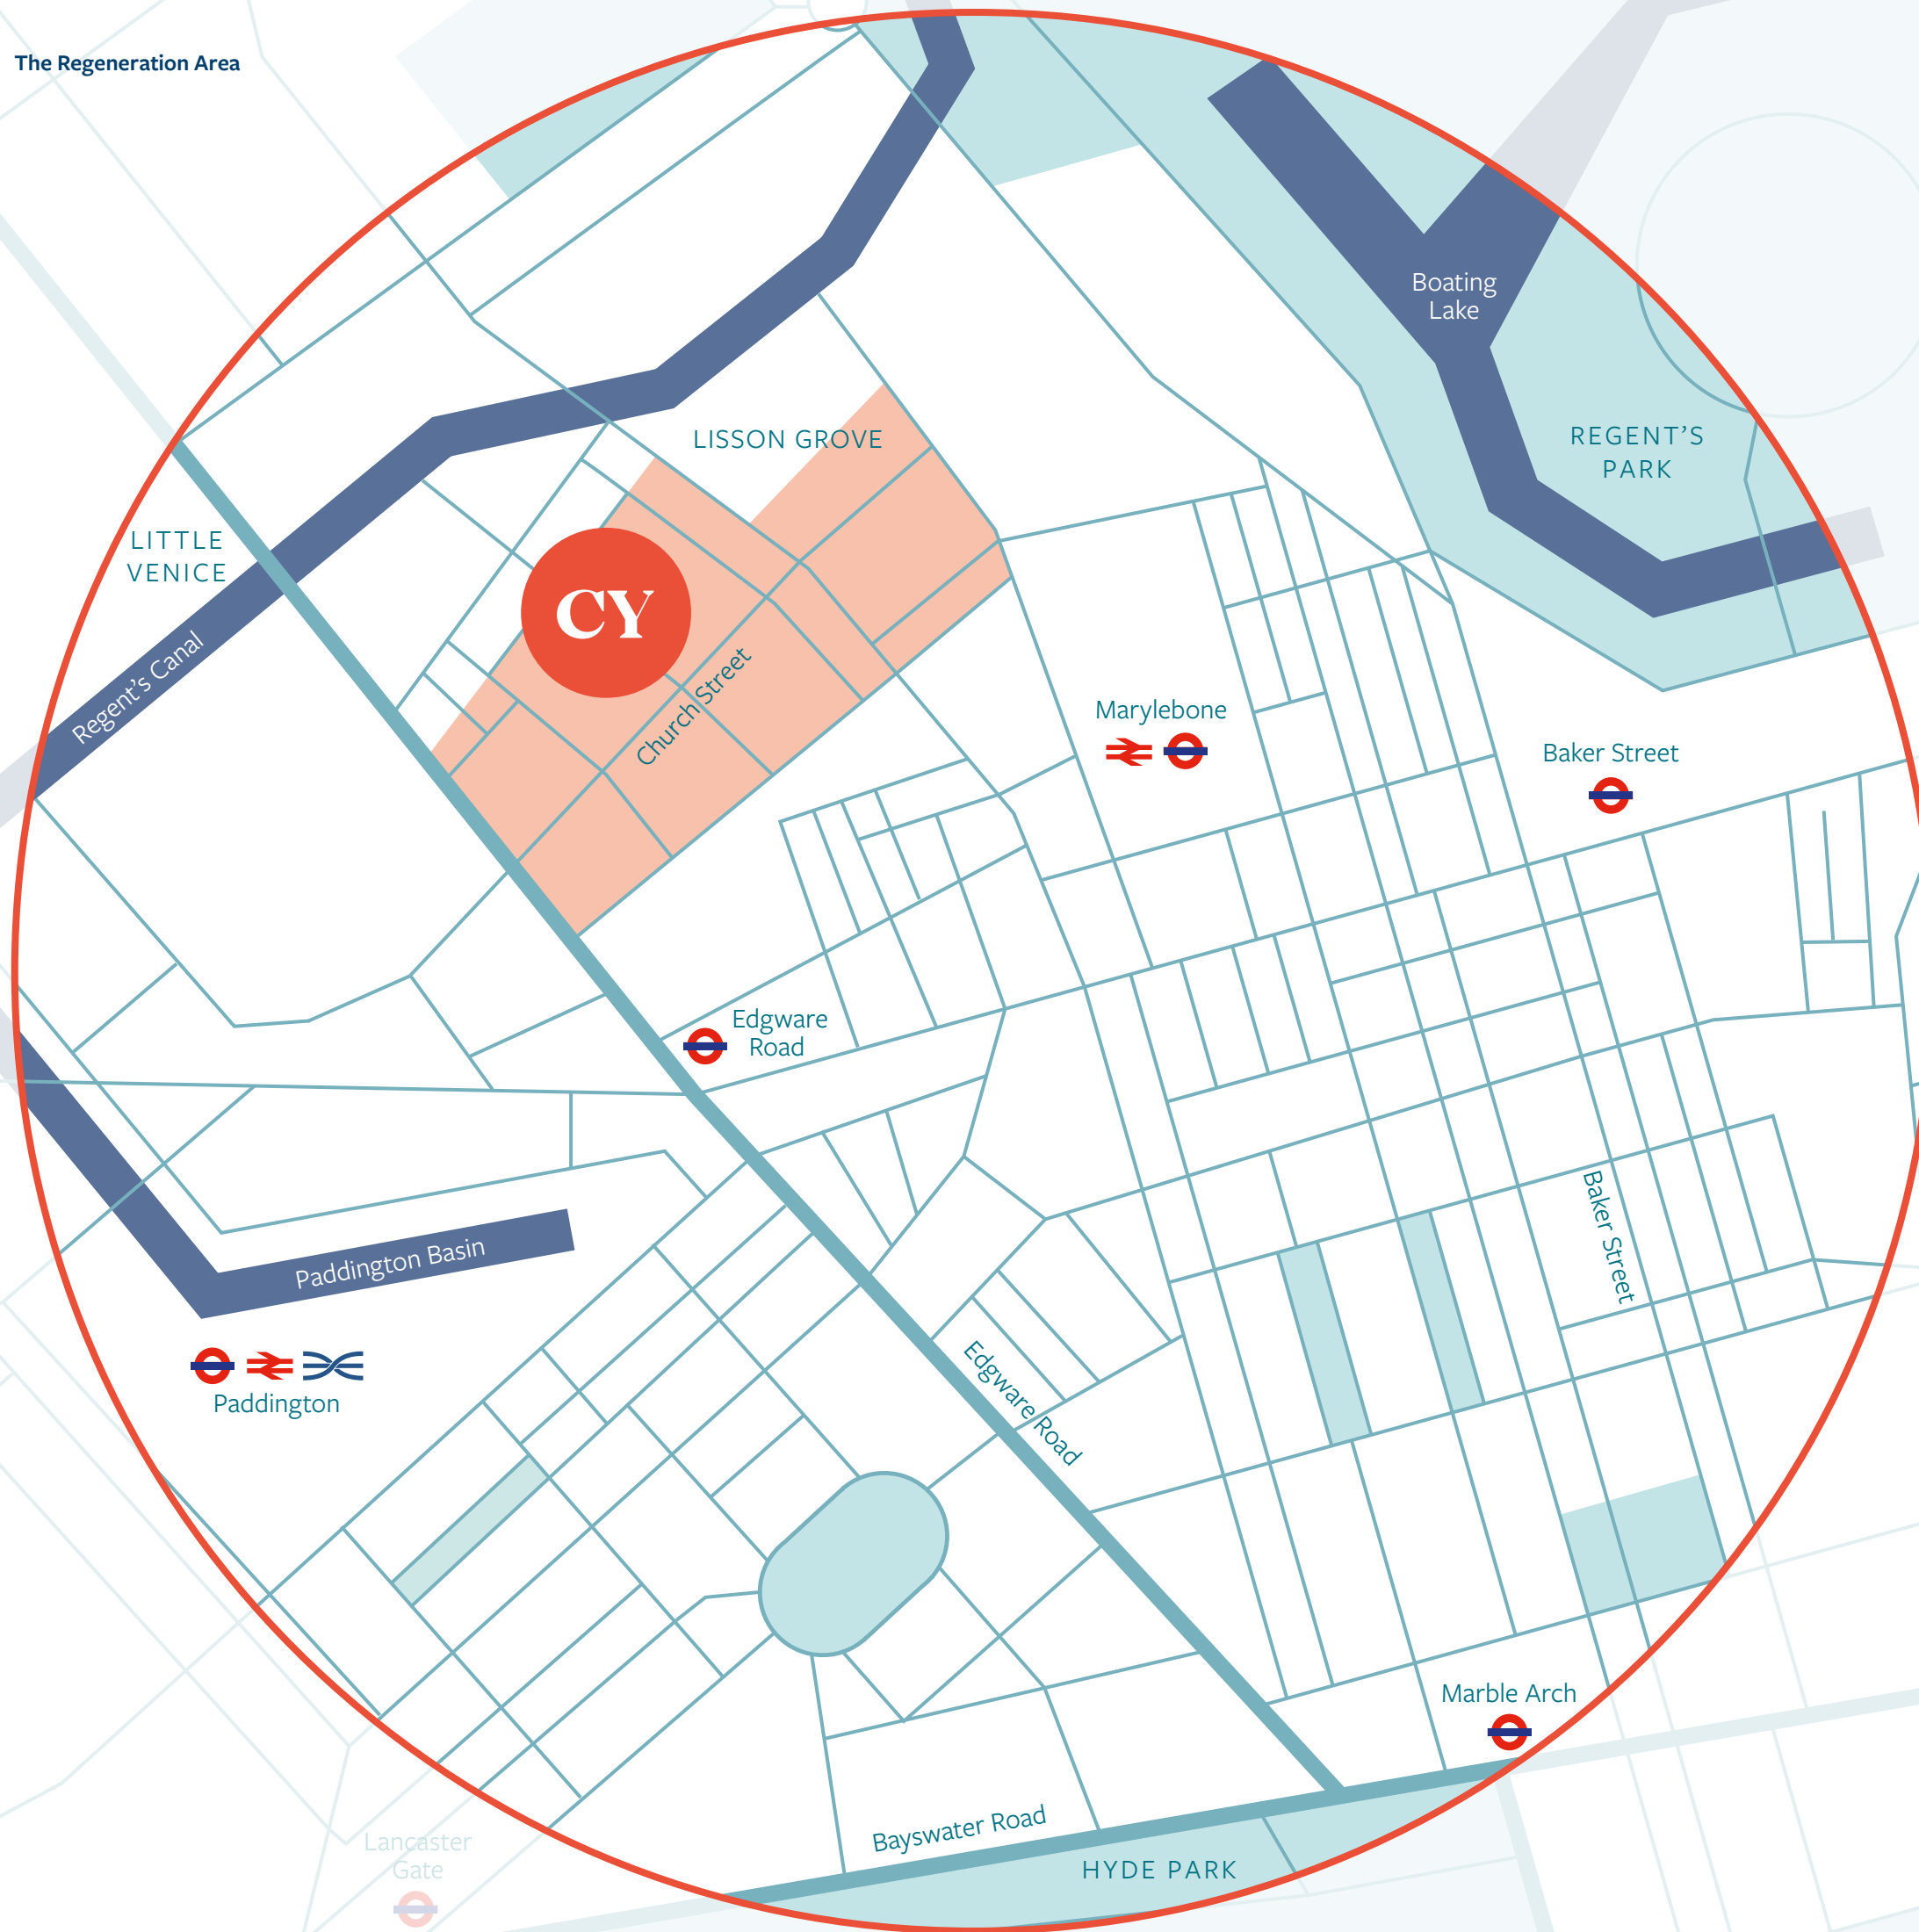 The Regeneration Area
Boating
Lake
LISSON GROVE
REGENT’S
PARK
LITTLE
VENICE
CY
Regent’s Canal
Church Street
Marylebone
Baker Street
Edgware
Road
Baker Street
Paddington Basin
Paddington
Edgware Road
Marble Arch
Bayswater Road
Lancaster
Gate
HYDE PARK